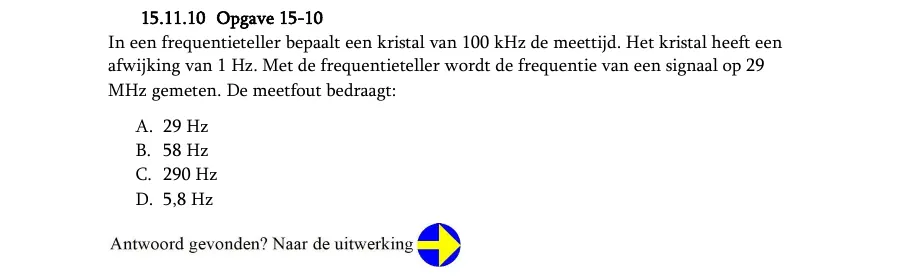 15.11.10 Opgave 15-10
In een frequentieteller bepaalt een kristal van 100 kHz de meettijd. Het kristal heeft een
afwijking van 1 Hz. Met de frequentieteller wordt de frequentie van een signaal op 29
MHz gemeten. De meetfout bedraagt:
A. 29 Hz
B. 58 Hz
C. 290 Hz
D. 5,8 Hz
Antwoord gevonden? Naar de uitwerking